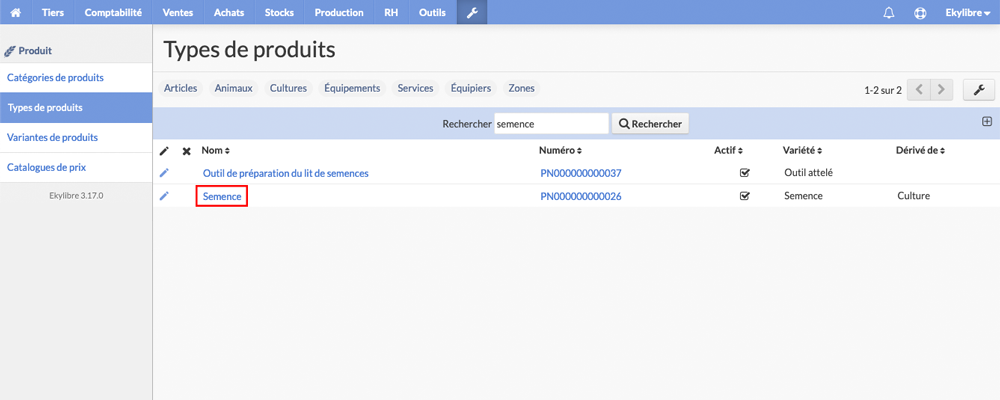 Tiers Comptabilité Ventes Achats Stocks Production RH Outils Ekylibre
Produit
Catégories de produits
Types de produits
Variantes de produits
Catalogues de prix
Ekylibre 3.17.0
Types de produits
Articles Animaux Cultures Équipements Services Équipiers Zones
1-2 sur 2
Rechercher semence Rechercher
Nom Numéro Actif Variété Dérivé de
Outil de préparation du lit de semences PN000000000037 Outil attelé
Semence PN000000000026 Semence Culture